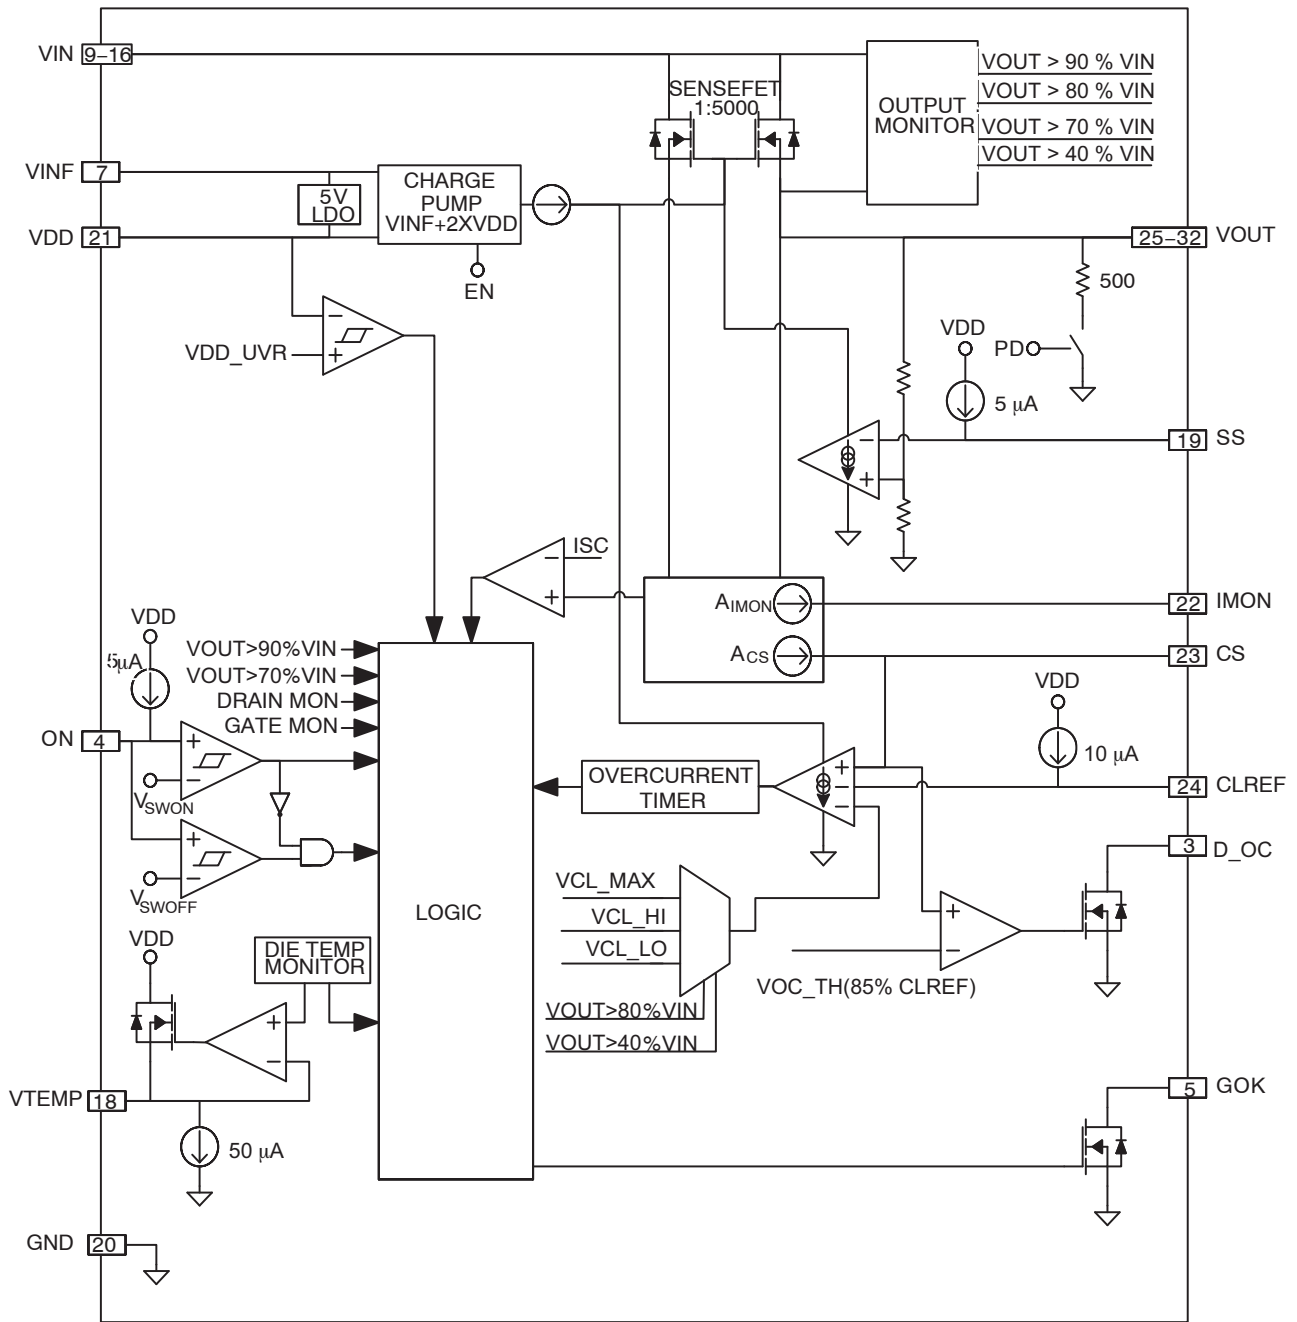 VIN 9–16
SENSEFET
1:5000
OUTPUT
MONITOR
VOUT > 90 % VIN
VOUT > 80 % VIN
VOUT > 70 % VIN
VOUT > 40 % VIN
VINF 7
5V
LDO
CHARGE
PUMP
VINF+2XVDD
VDD 21
EN
25–32 VOUT
500
VDD_UVR
+
−
VDD
PD
5 µA
19 SS
−
+
ISC
−
+
AIMON
22 IMON
ACS
23 CS
VDD
5µA
VOUT>90%VIN
VOUT>70%VIN
DRAIN MON
GATE MON
ON 4
+
−
VSWON
+
−
VSWOFF
VDD
10 µA
OVERCURRENT
TIMER
+
−
−
24 CLREF
3 D_OC
LOGIC
VCL_MAX
VCL_HI
VCL_LO
VOUT>80%VIN
VOUT>40%VIN
+
−
VOC_TH(85% CLREF)
VDD
DIE TEMP
MONITOR
+
−
VTEMP 18
50 µA
5 GOK
GND 20